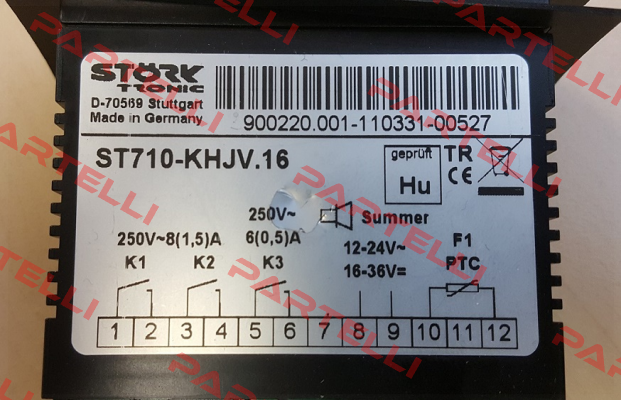 STÖRK
TRONIC
D-70569 Stuttgart
Made in Germany
900220.001-110331-00527
ST710-KHJV.16
geprüft
Hu
TR
CE
250V~
Summer
250V~8(1,5)A
6(0,5)A
12-24V~
F1
K1
K2
K3
16-36V=
PTC
1 2 3 4 5 6 7 8 9 10 11 12
PARTELLI
PARTELLI
PARTELLI
PARTELLI
PARTELLI
PARTELLI